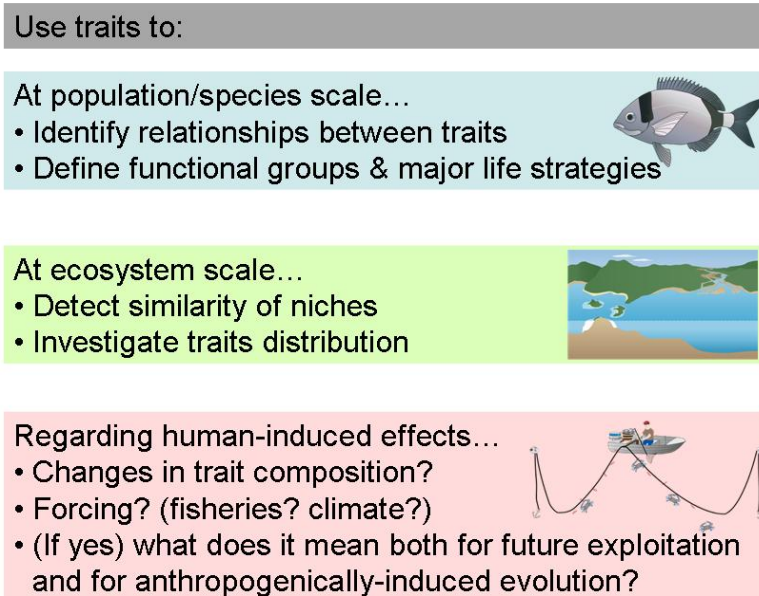 Use traits to:
At population/species scale…
• Identify relationships between traits
• Define functional groups & major life strategies
At ecosystem scale…
• Detect similarity of niches
• Investigate traits distribution
Regarding human-induced effects…
• Changes in trait composition?
• Forcing? (fisheries? climate?)
• (If yes) what does it mean both for future exploitation
and for anthropogenically-induced evolution?